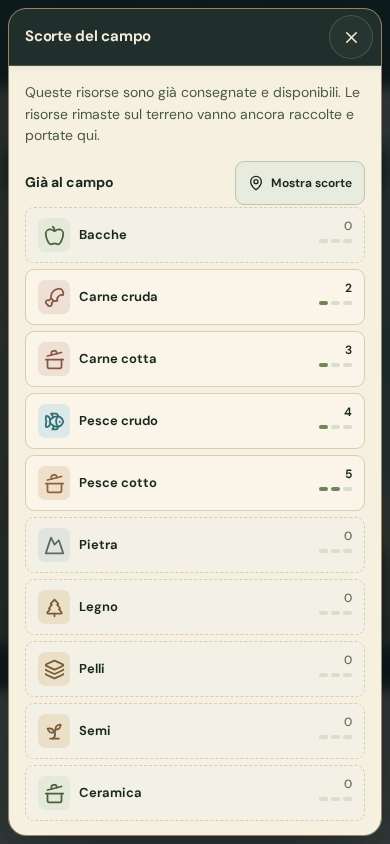 Scorte del campo
Queste risorse sono già consegnate e disponibili. Le
risorse rimaste sul terreno vanno ancora raccolte e
portate qui.
Già al campo
Mostra scorte
Bacche 0
Carne cruda 2
Carne cotta 3
Pesce crudo 4
Pesce cotto 5
Pietra 0
Legno 0
Pelli 0
Semi 0
Ceramica 0